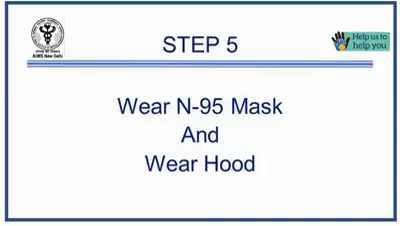 STEP 5
Help us to
help you
AIIMS New Delhi
Wear N-95 Mask
And
Wear Hood